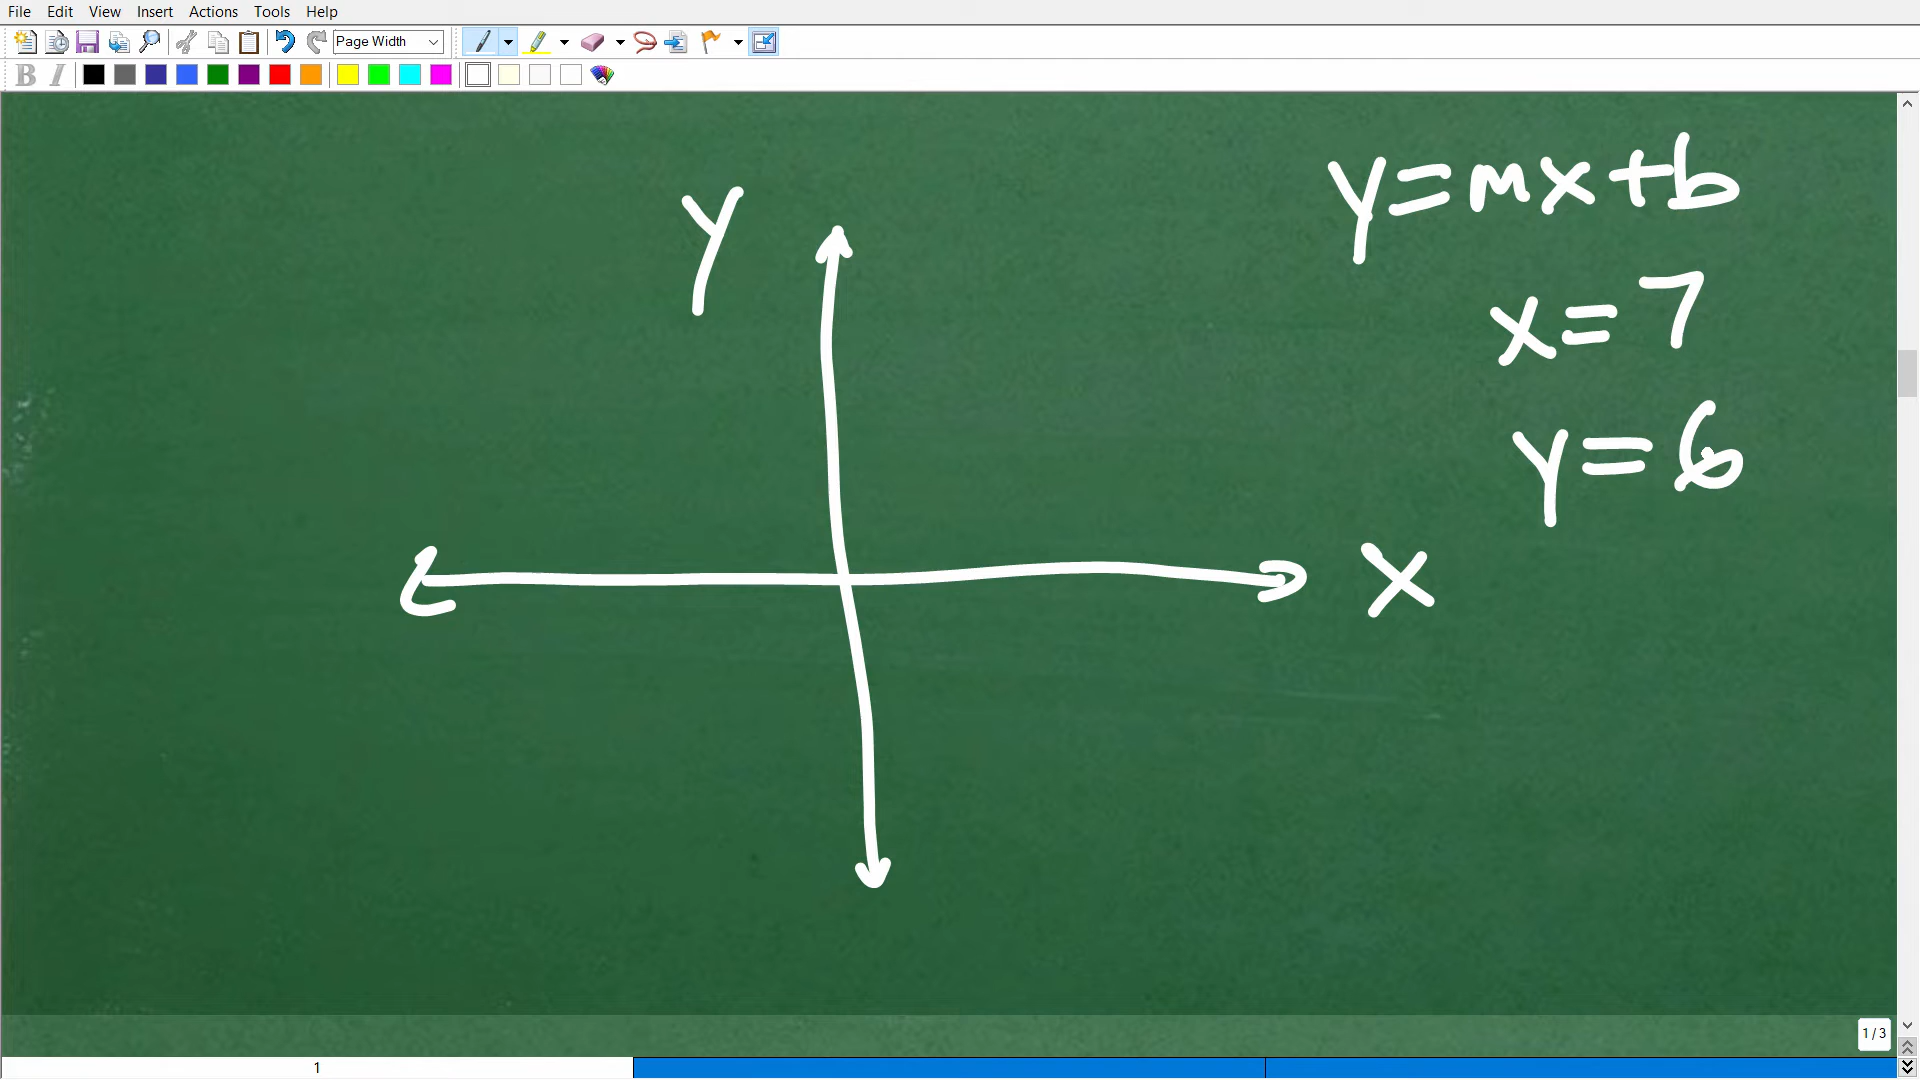 File Edit View Insert Actions Tools Help
Page Width
B I
y=mx+b
y
x=7
y=6
x
1/3
1